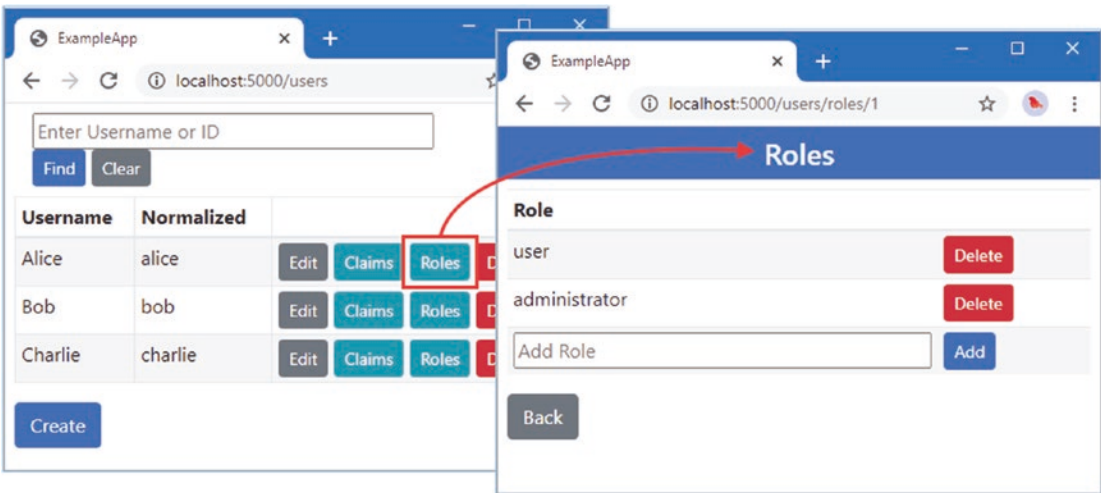 ExampleApp
localhost:5000/users
Enter Username or ID
Find Clear
Username Normalized
Alice alice Edit Claims Roles
Bob bob Edit Claims Roles
Charlie charlie Edit Claims Roles
Create
ExampleApp
localhost:5000/users/roles/1
Roles
Role
user Delete
administrator Delete
Add Role Add
Back